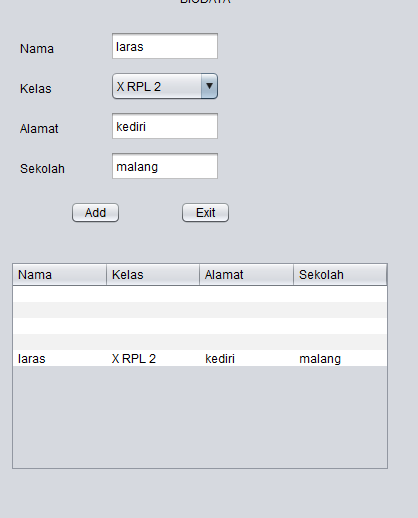 BIODATA
Nama laras
Kelas X RPL 2
Alamat kediri
Sekolah malang
Add Exit
Nama Kelas Alamat Sekolah
laras X RPL 2 kediri malang